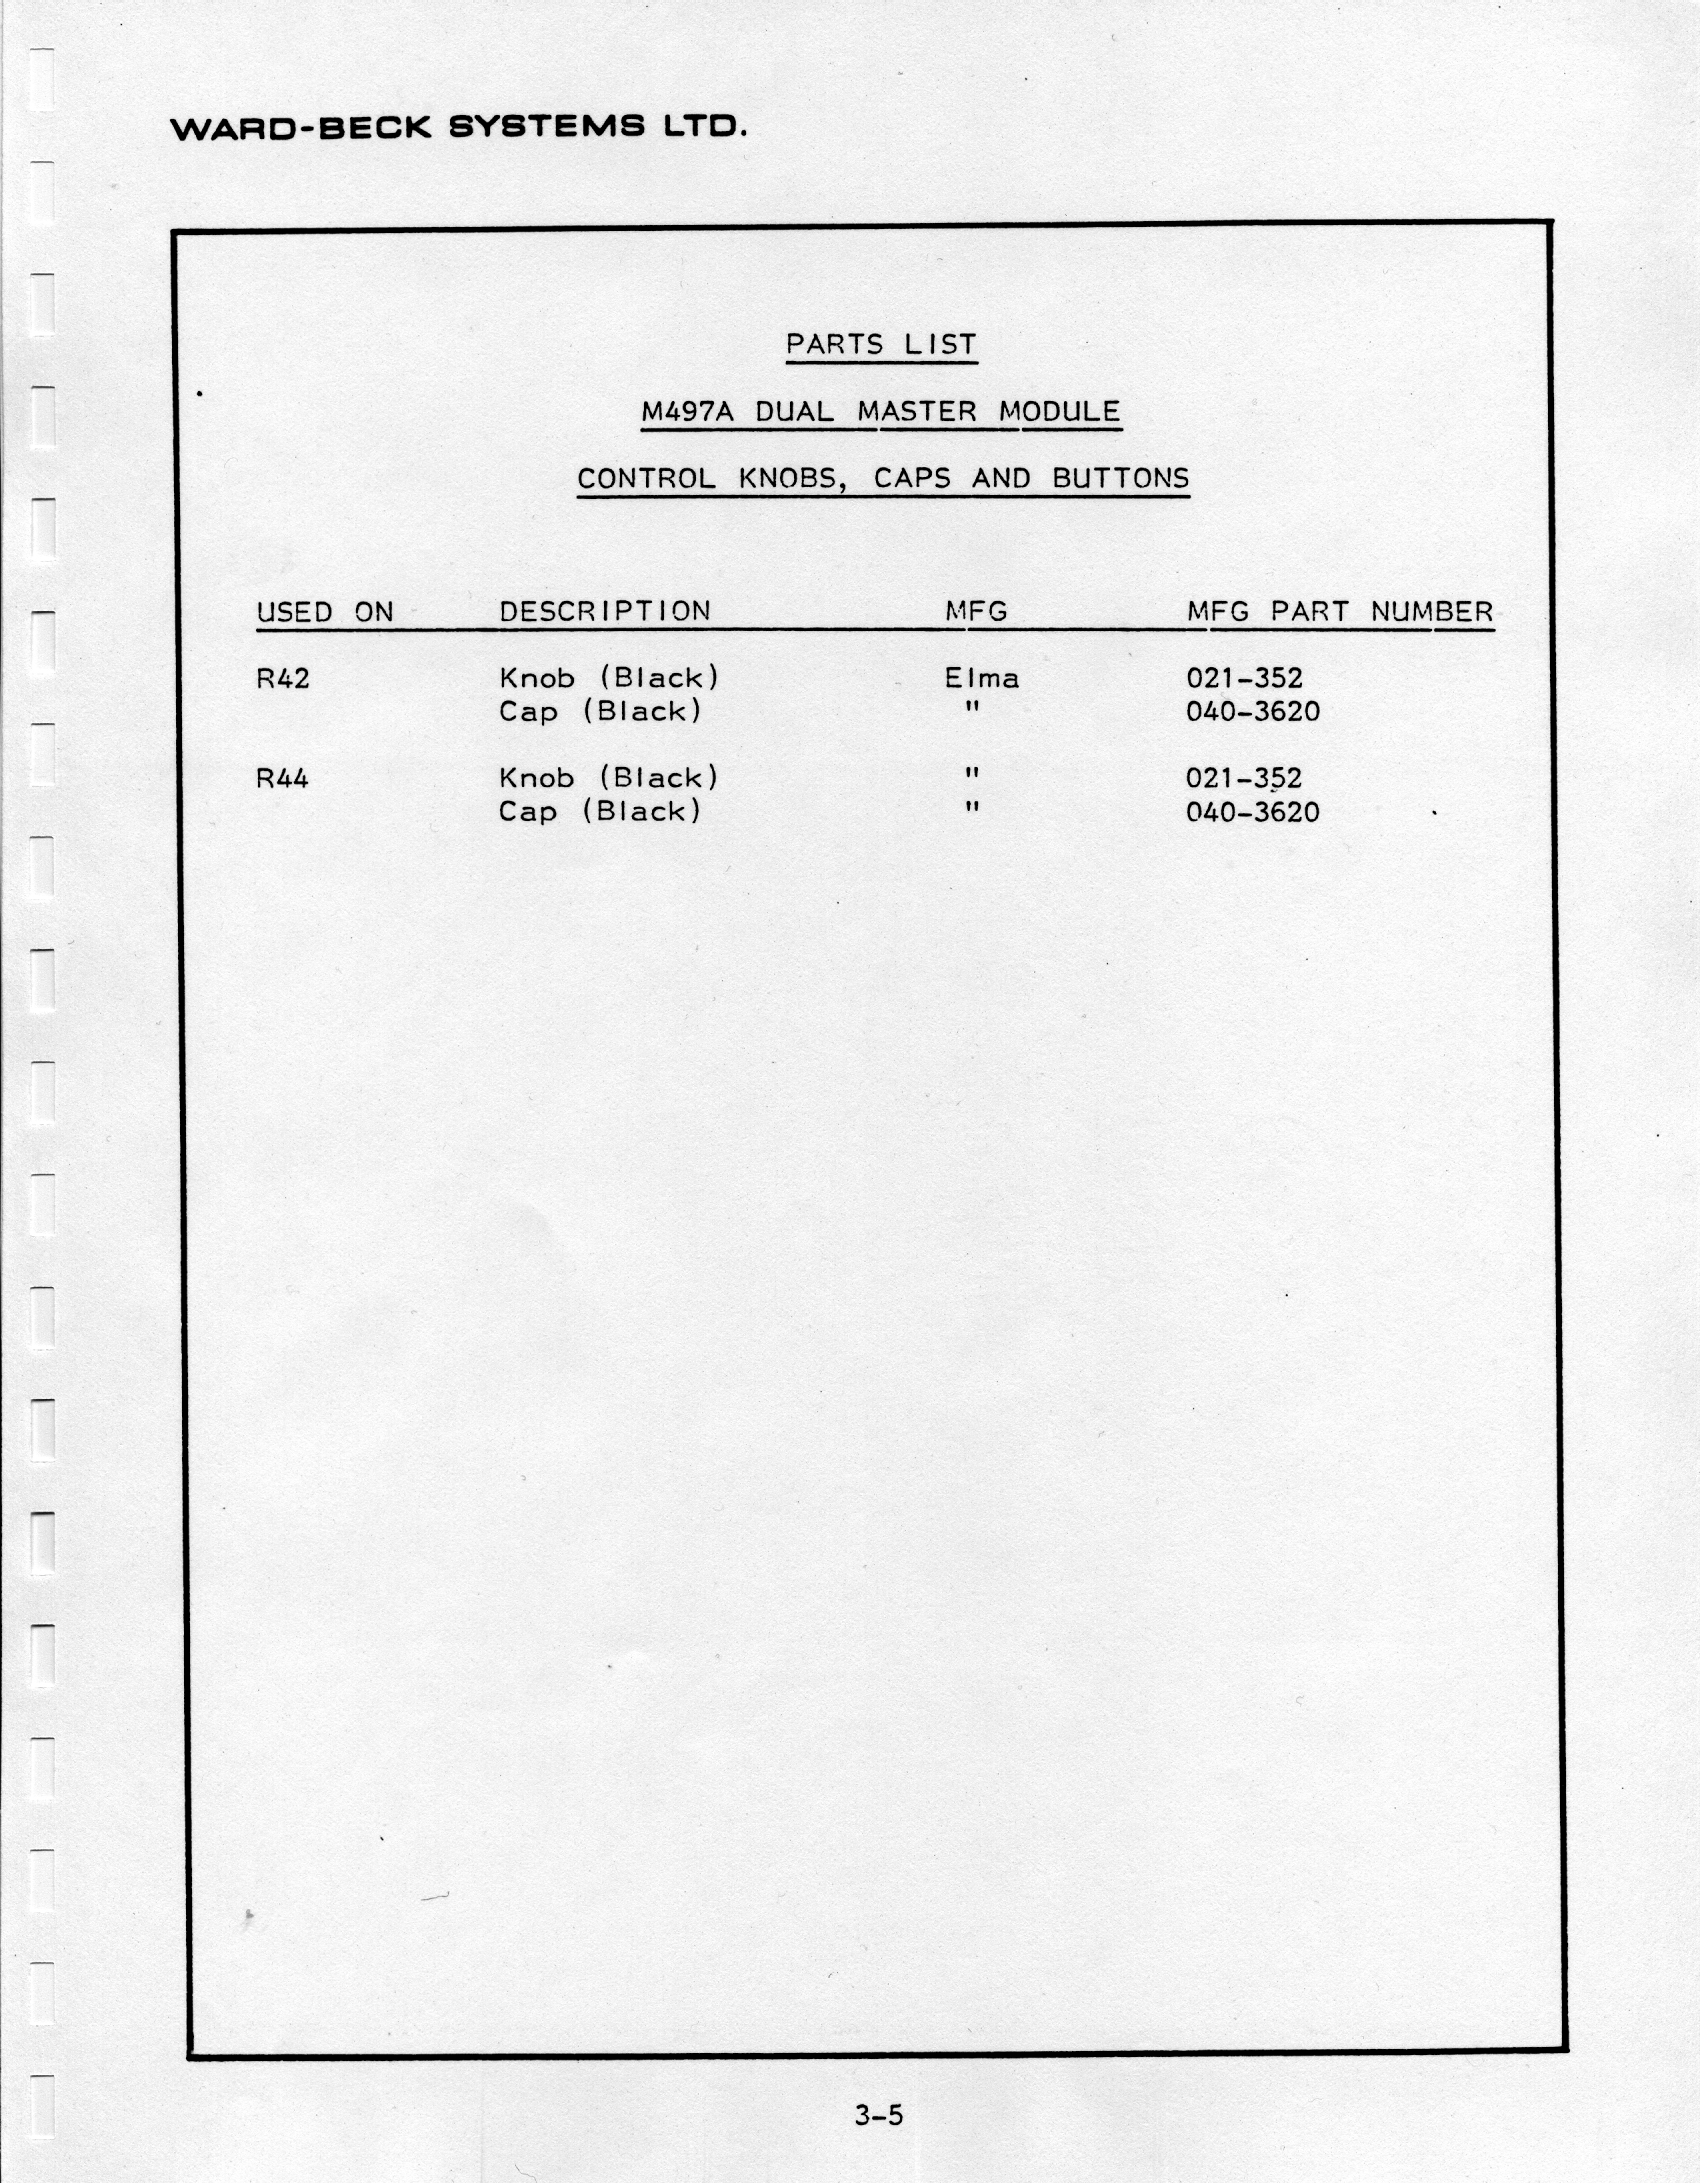 WARD-BECK SYSTEMS LTD.
PARTS LIST
M497A DUAL MASTER MODULE
CONTROL KNOBS, CAPS AND BUTTONS
USED ON DESCRIPTION MFG MFG PART NUMBER
R42 Knob (Black) Elma 021-352
Cap (Black) " 040-3620
R44 Knob (Black) " 021-352
Cap (Black) " 040-3620
3-5